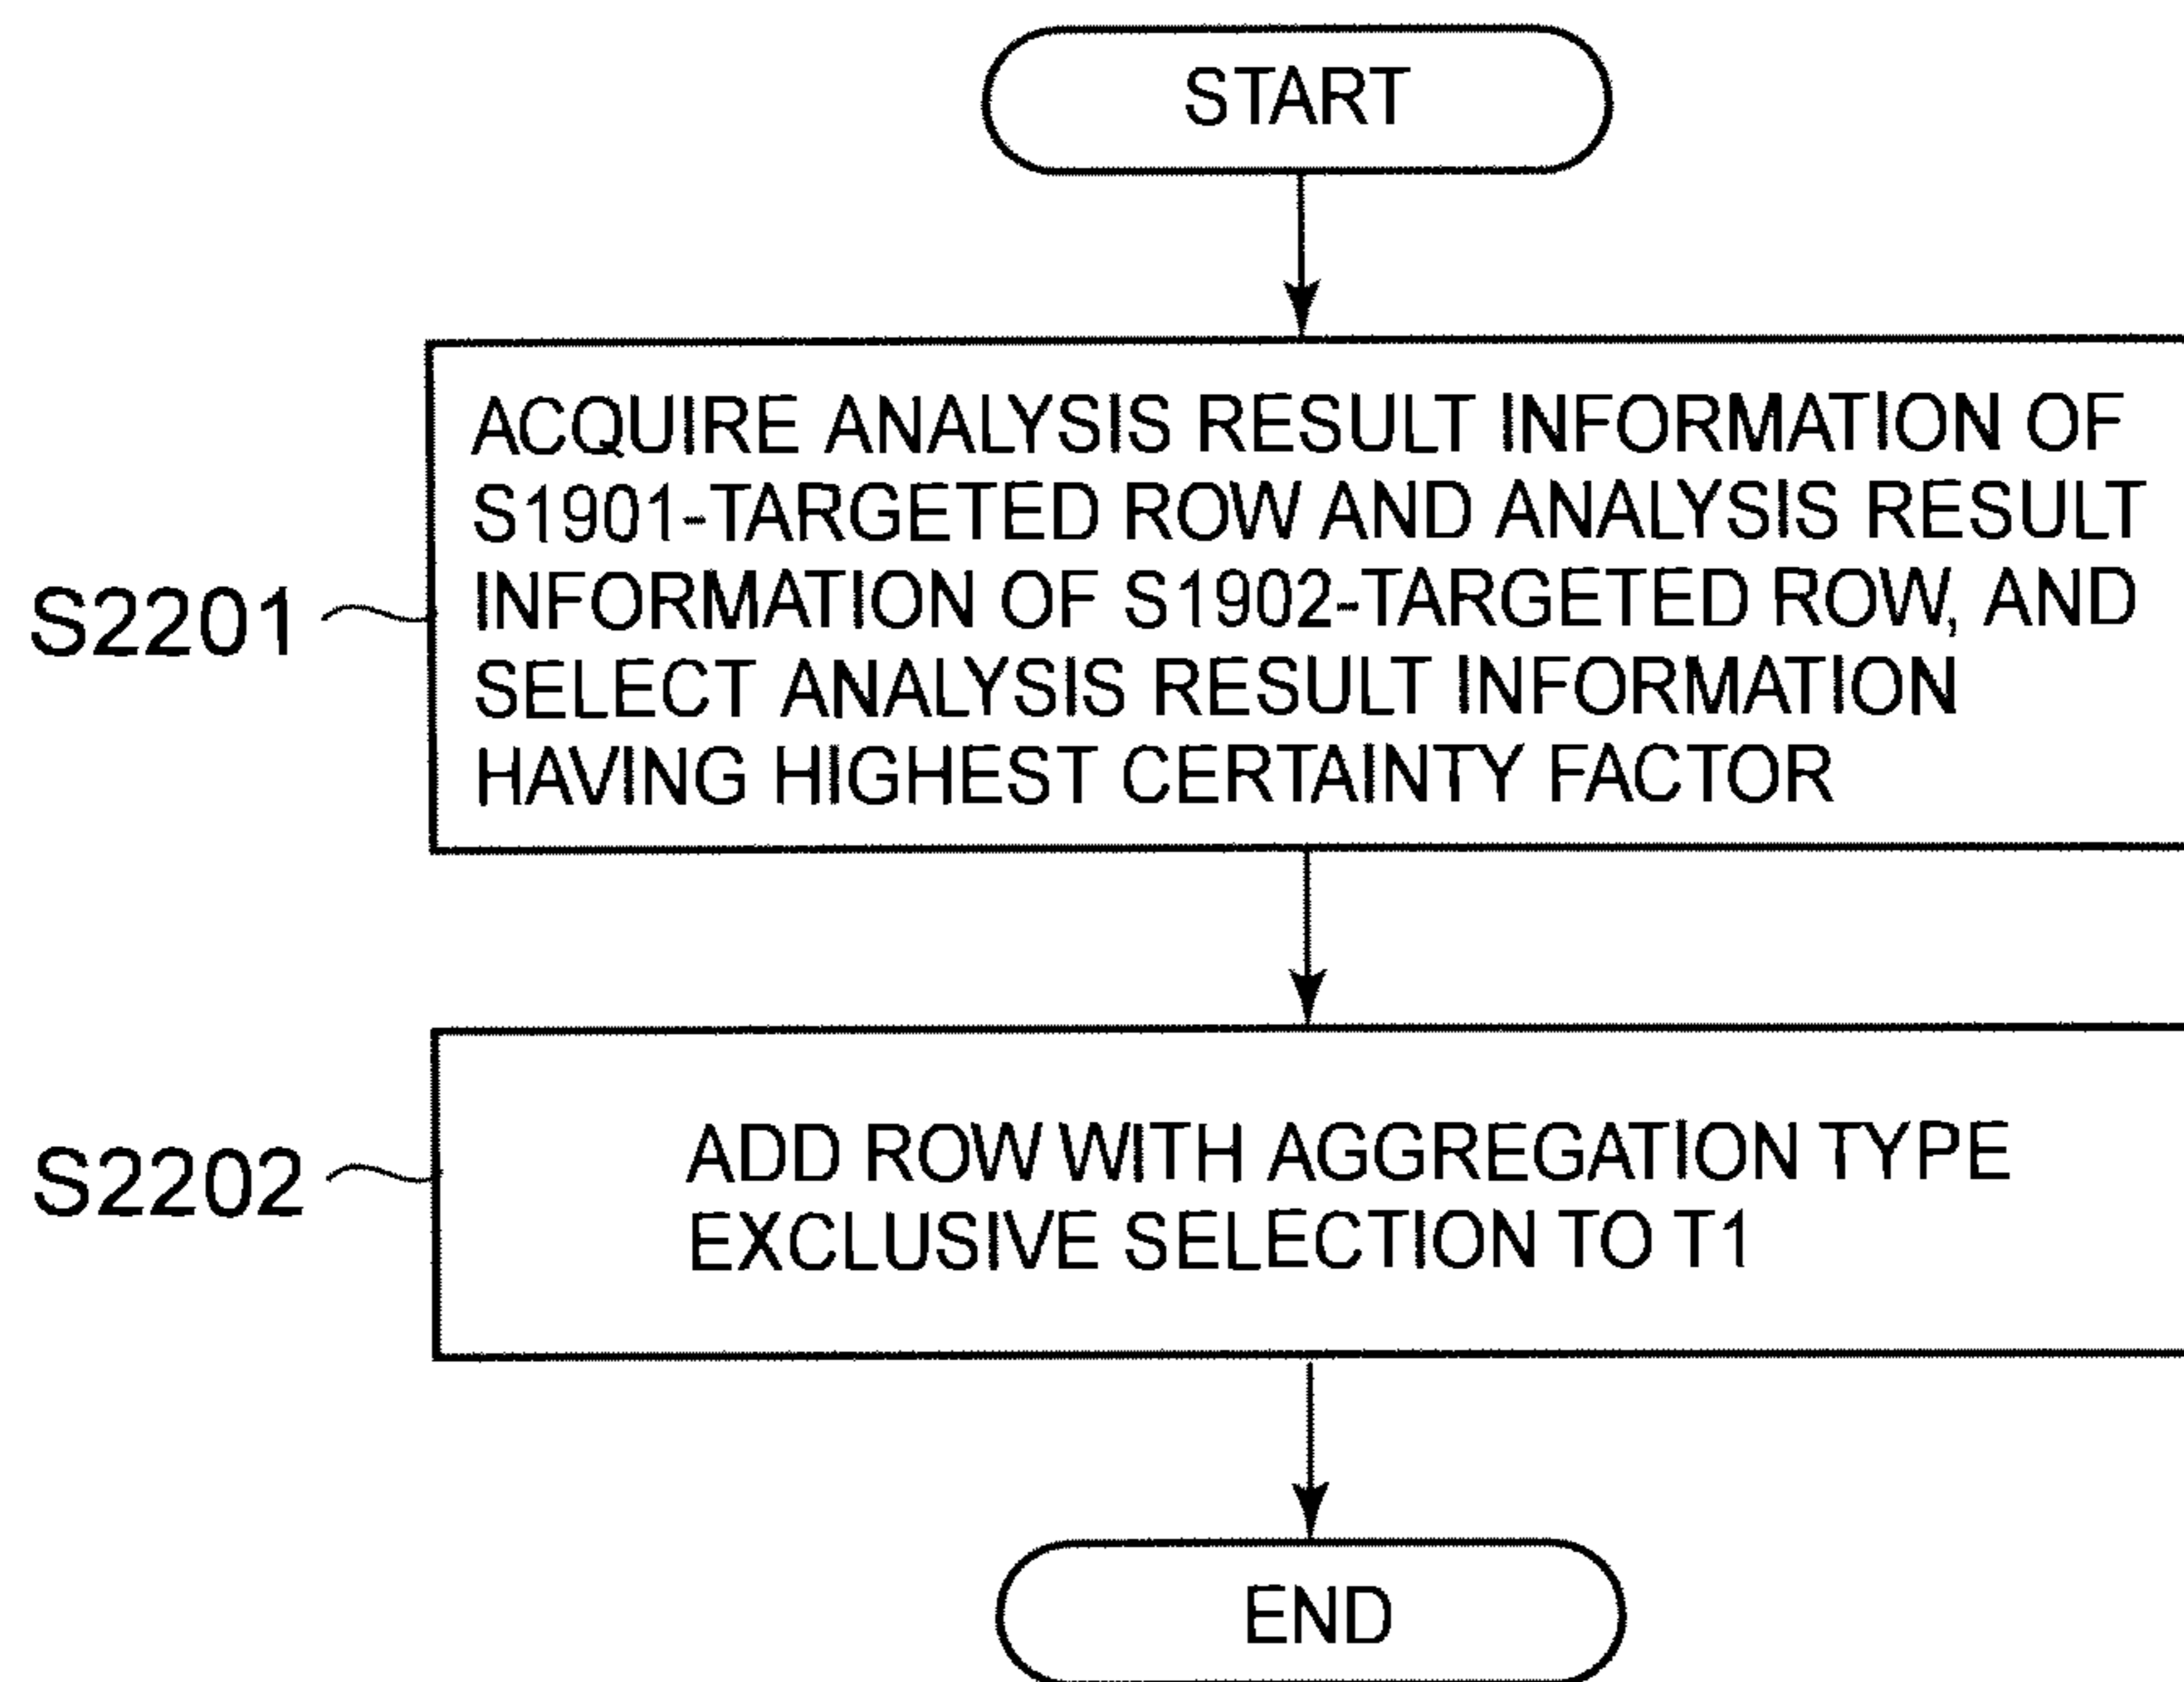 START
ACQUIRE ANALYSIS RESULT INFORMATION OF
S1901-TARGETED ROW AND ANALYSIS RESULT
INFORMATION OF S1902-TARGETED ROW, AND
SELECT ANALYSIS RESULT INFORMATION
HAVING HIGHEST CERTAINTY FACTOR
S2201
ADD ROW WITH AGGREGATION TYPE
EXCLUSIVE SELECTION TO T1
S2202
END